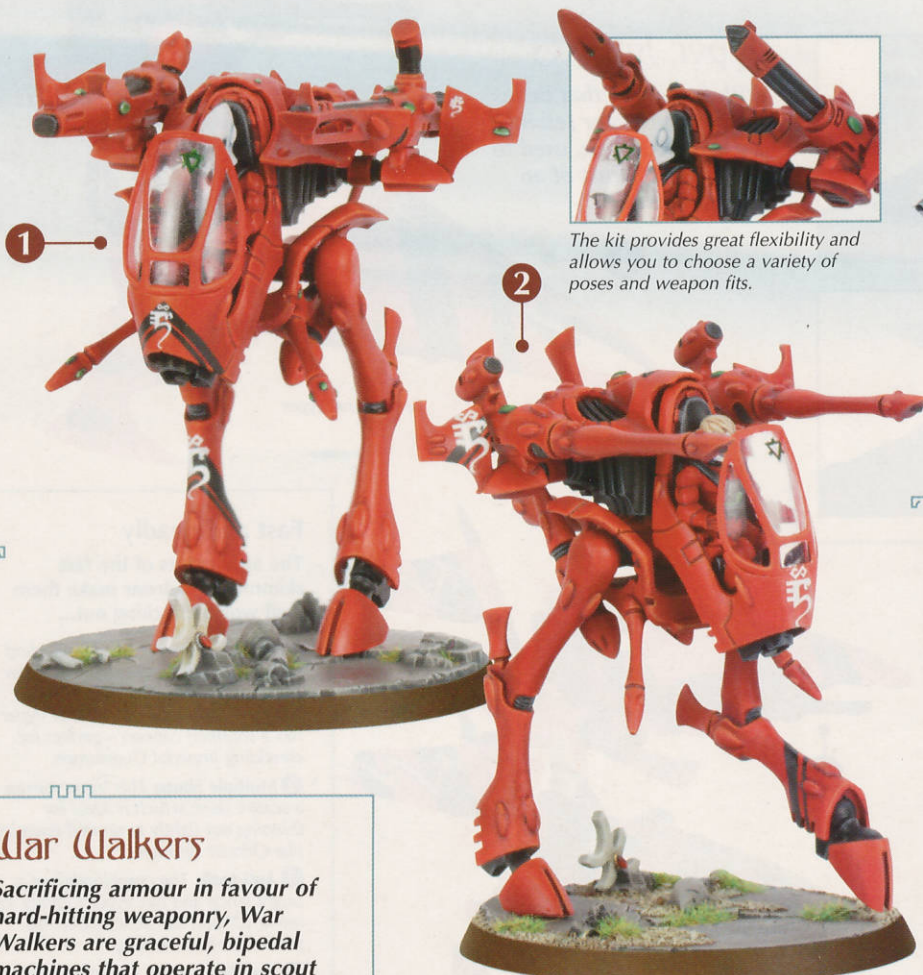 The kit provides great flexibility and
allows you to choose a variety of
poses and weapon fits.
1
2
War Walkers
Sacrificing armour in favour of
hard-hitting weaponry, War
Walkers are graceful, bipedal
machines that operate in scout